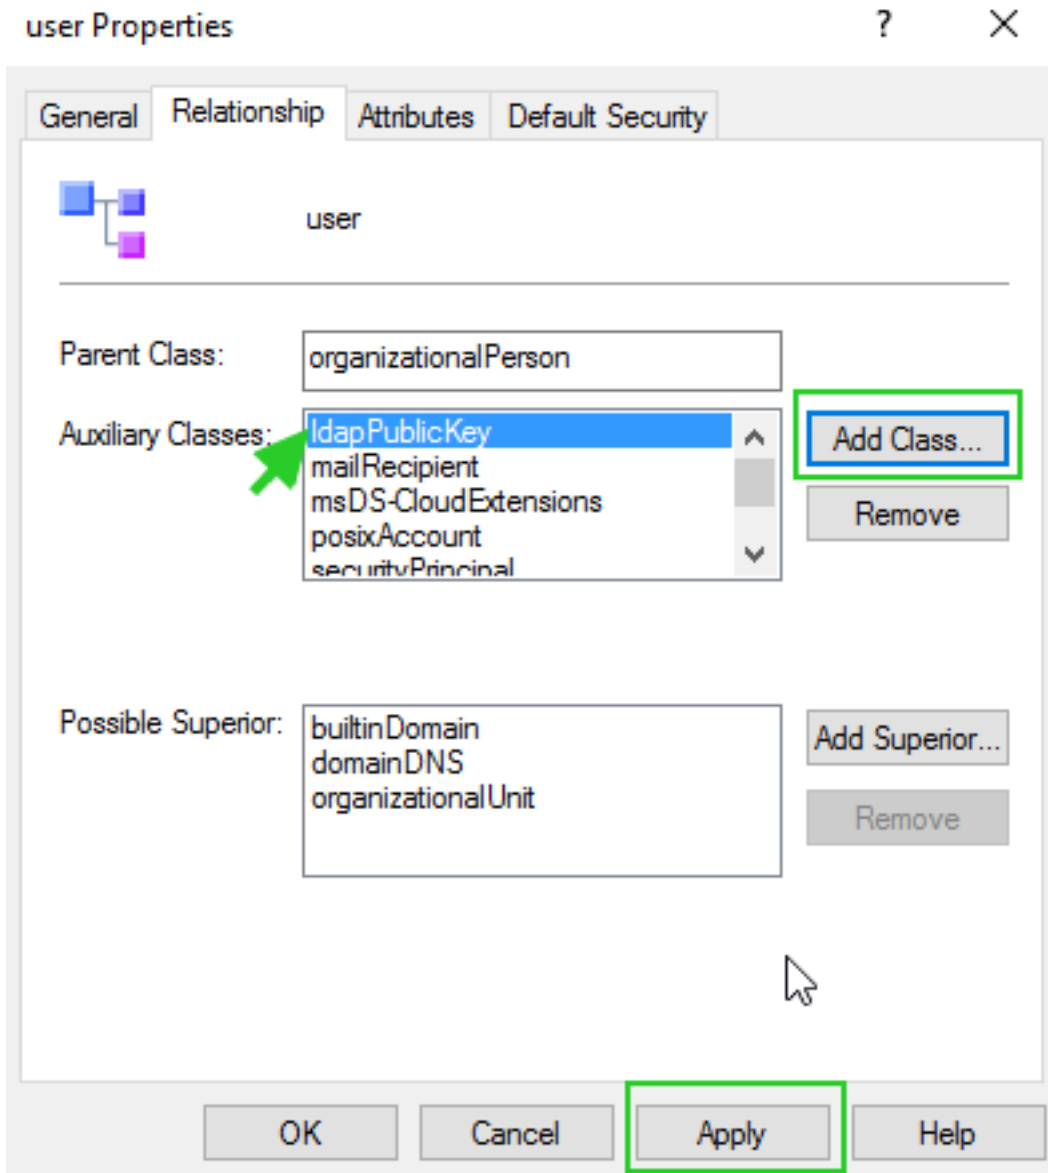 user Properties
?
General
Relationship
Attributes
Default Security
user
Parent Class:
organizationalPerson
Auxiliary Classes:
ldapPublicKey
mailRecipient
msDS-CloudExtensions
posixAccount
securityPrincipal
Add Class...
Remove
Possible Superior:
builtinDomain
domainDNS
organizationalUnit
Add Superior...
Remove
OK
Cancel
Apply
Help